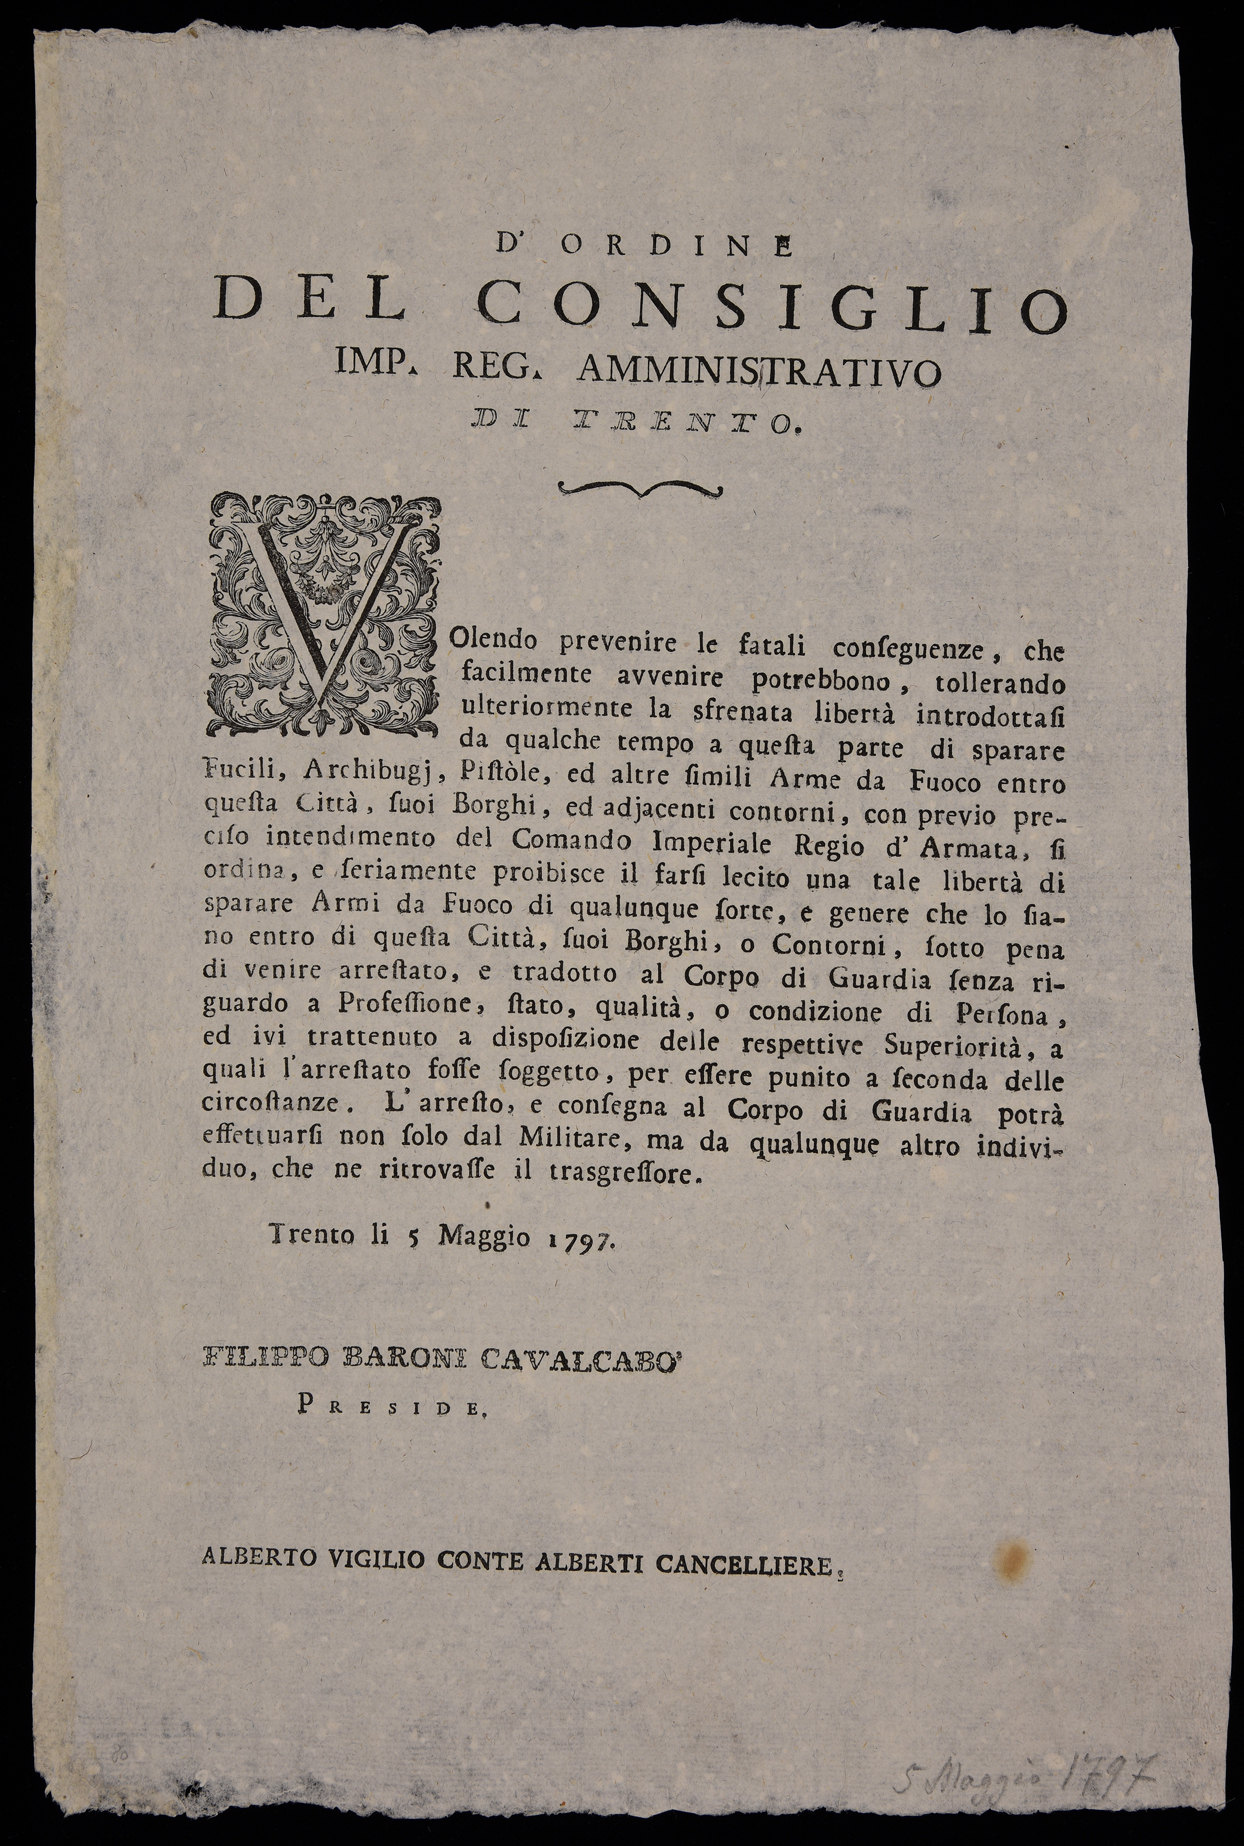 D' ORDINE
DEL CONSIGLIO
IMP. REG. AMMINISTRATIVO
DI TRENTO.
VOlendo prevenire le fatali conſeguenze, che
facilmente avvenire potrebbono, tollerando
ulteriormente la sfrenata libertà introdottaſi
da qualche tempo a queſta parte di sparare
Fucili, Archibugj, Piſtòle, ed altre ſimili Arme da Fuoco entro
queſta Città, ſuoi Borghi, ed adjacenti contorni, con previo pre-
ciſo intendimento del Comando Imperiale Regio d' Armata, ſi
ordina, e ſeriamente proibisce il farſi lecito una tale libertà di
sparare Armi da Fuoco di qualunque ſorte, e genere che lo ſia-
no entro di queſta Città, ſuoi Borghi, o Contorni, ſotto pena
di venire arreſtato, e tradotto al Corpo di Guardia ſenza ri-
guardo a Profeſſione, ſtato, qualità, o condizione di Perſona,
ed ivi trattenuto a dispoſizione delle respettive Superiorità, a
quali l'arreſtato foſſe ſoggetto, per eſſere punito a ſeconda delle
circoſtanze. L'arreſto, e conſegna al Corpo di Guardia potrà
effettuarſi non ſolo dal Militare, ma da qualunque altro indivi-
duo, che ne ritrovaſſe il trasgreſſore.
Trento li 5 Maggio 1797.
FILIPPO BARONI CAVALCABO'
PRESIDE.
ALBERTO VIGILIO CONTE ALBERTI CANCELLIERE.
80
5 Maggio 1797